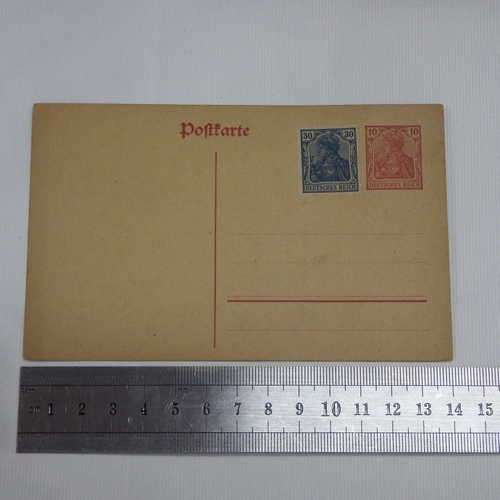 Postkarte
30 30
DEUTSCHES REICH
10 10
DEUTSCHES REICH
1 2 3 4 5 6 7 8 9 10 11 12 13 14 15